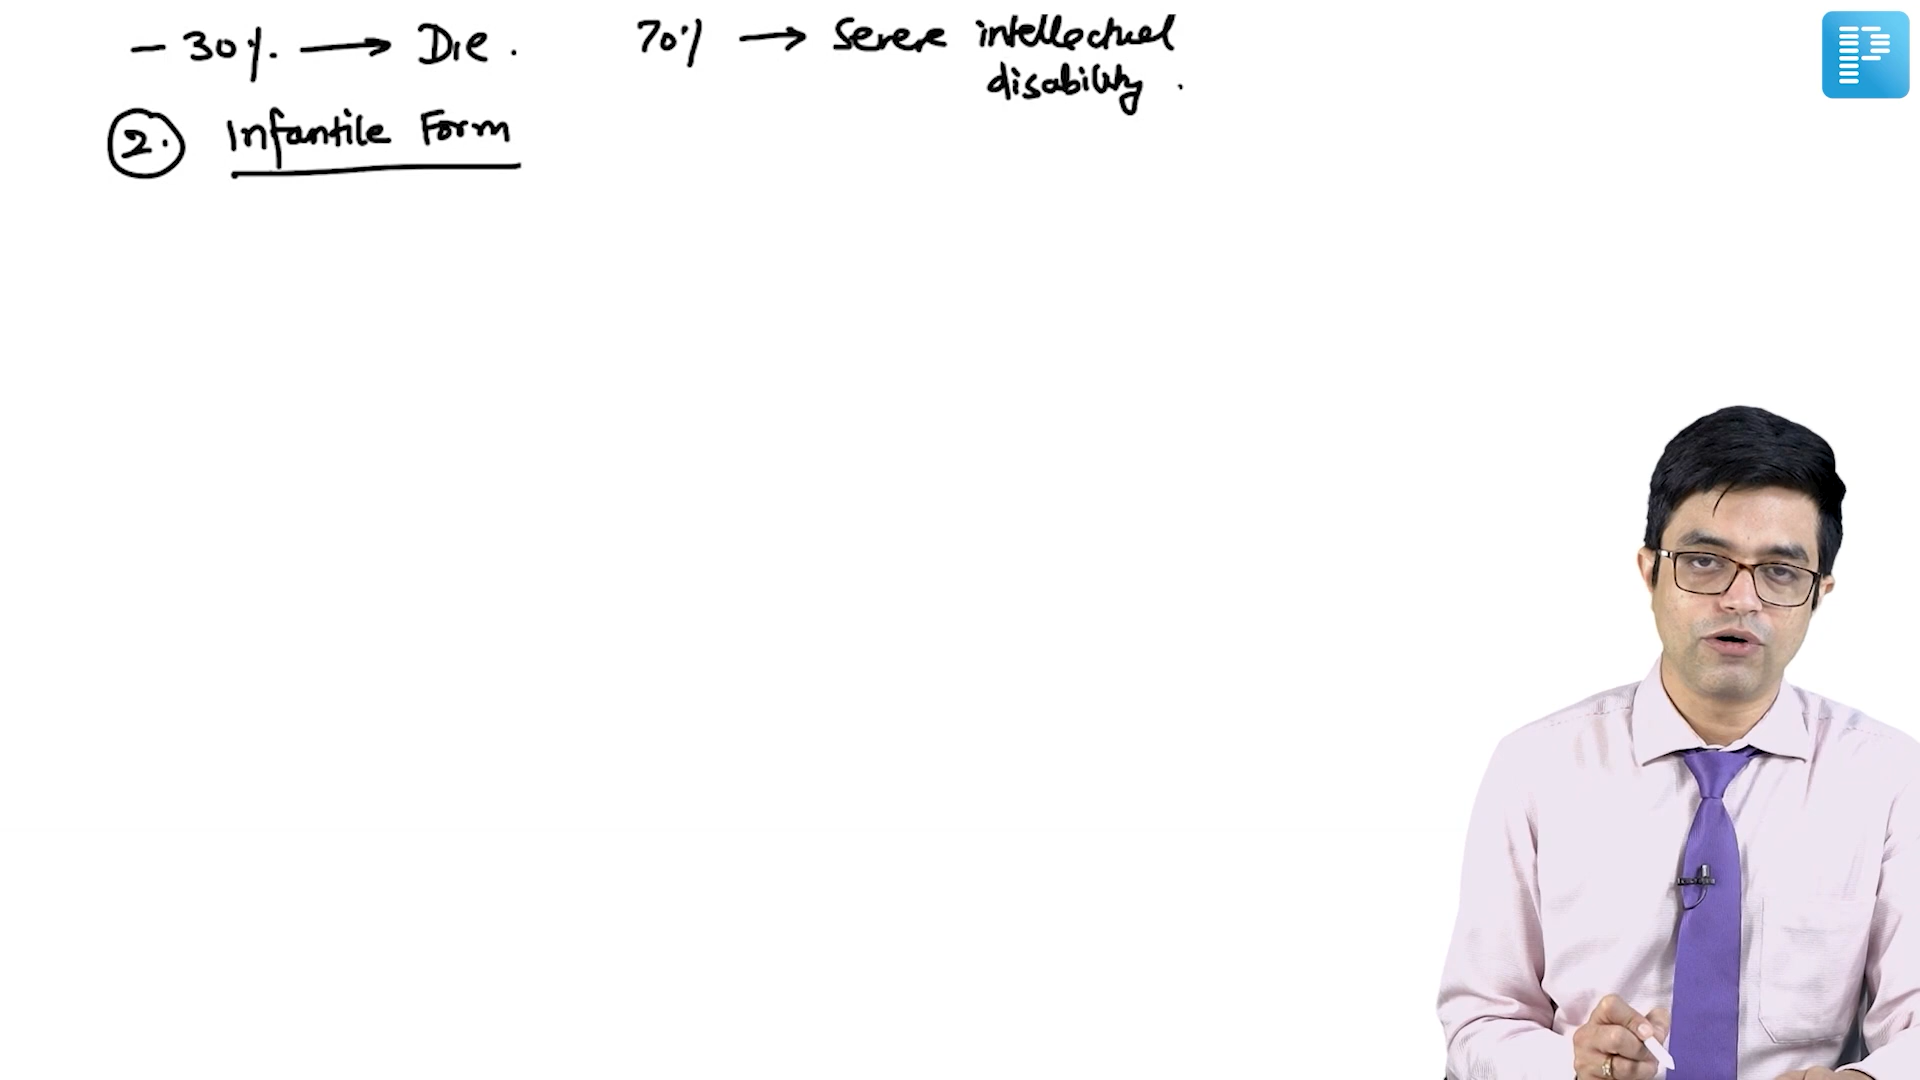 – 30% → Die. 70% → Severe intellectual
disability.
2. Infantile Form